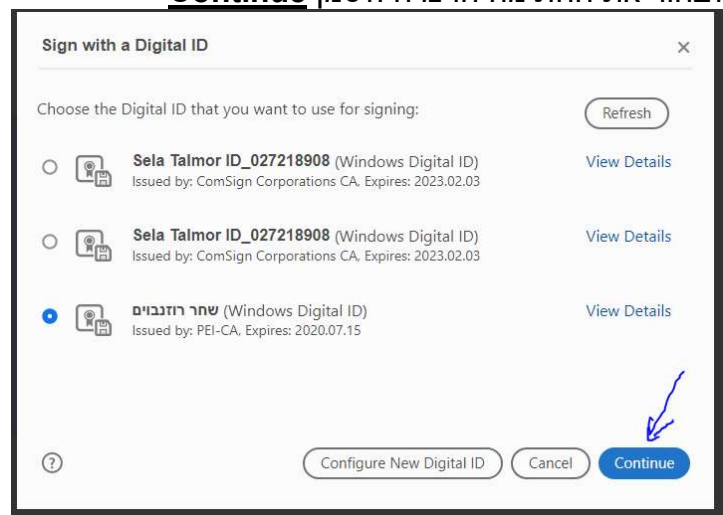 Continue
Sign with a Digital ID
Choose the Digital ID that you want to use for signing:
Refresh
Sela Talmor ID_027218908 (Windows Digital ID)
View Details
Issued by: ComSign Corporations CA, Expires: 2023.02.03
Sela Talmor ID_027218908 (Windows Digital ID)
View Details
Issued by: ComSign Corporations CA, Expires: 2023.02.03
שחר רוזנבוים (Windows Digital ID)
View Details
Issued by: PEI-CA, Expires: 2020.07.15
?
Configure New Digital ID
Cancel
Continue